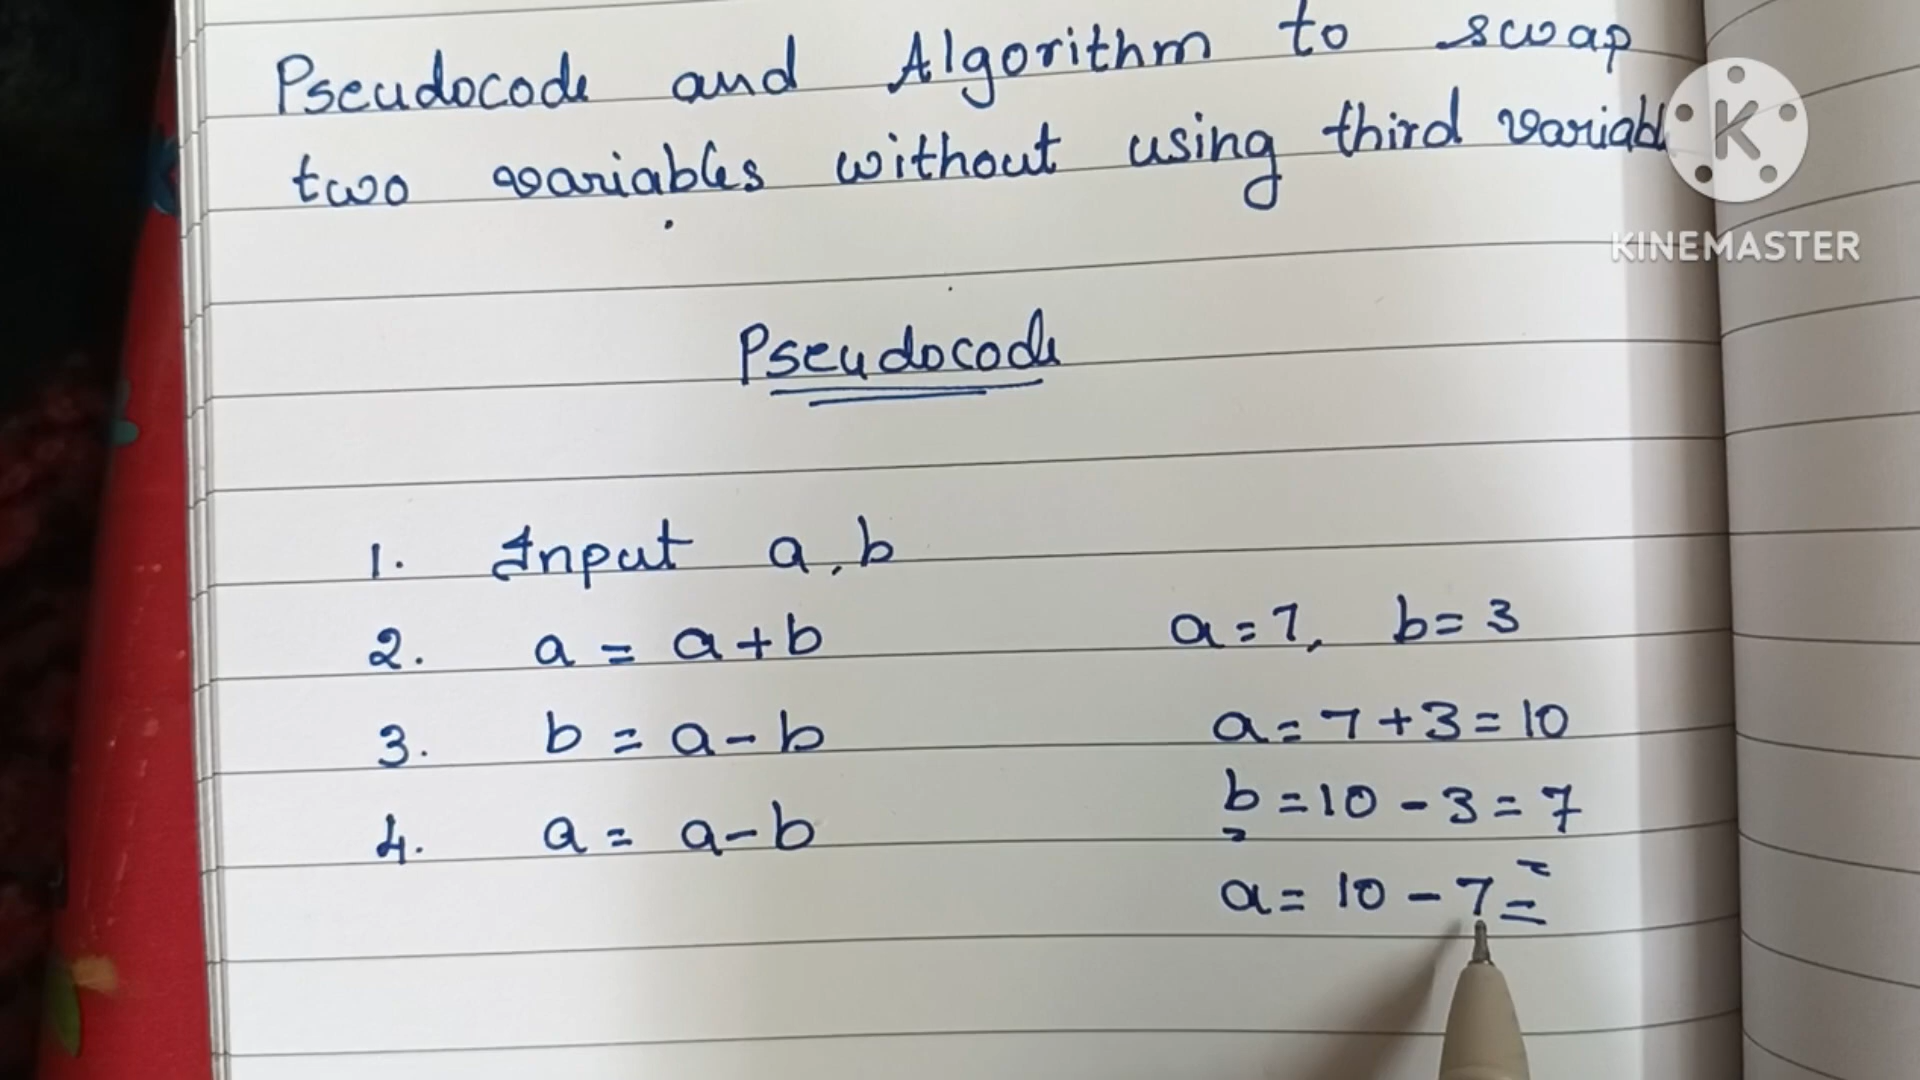 Pseudocode and Algorithm to swap
two variables without using third variabl
K
KINEMASTER
Pseudocode
1. Input a, b
2. a = a + b
a = 7, b = 3
3. b = a - b
a = 7 + 3 = 10
4. a = a - b
b = 10 - 3 = 7
a = 10 - 7 =